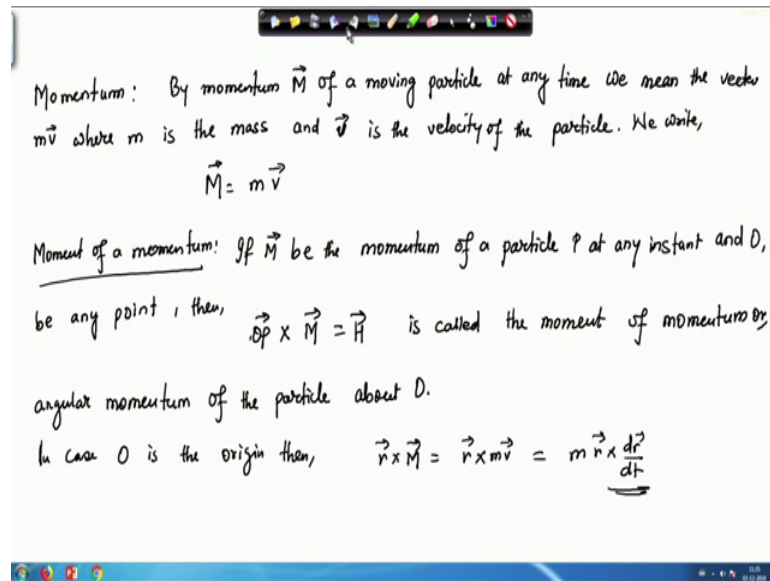 Momentum: By momentum M⃗ of a moving particle at any time we mean the vector
mv⃗ where m is the mass and v⃗ is the velocity of the particle. We write,
M⃗ = m v⃗
Moment of a momentum: If M⃗ be the momentum of a particle P at any instant and O,
be any point, then, OP⃗ × M⃗ = H⃗ is called the moment of momentum or,
angular momentum of the particle about O.
In case O is the origin then, r⃗ × M⃗ = r⃗ × mv⃗ = m r⃗ × dr⃗/dt